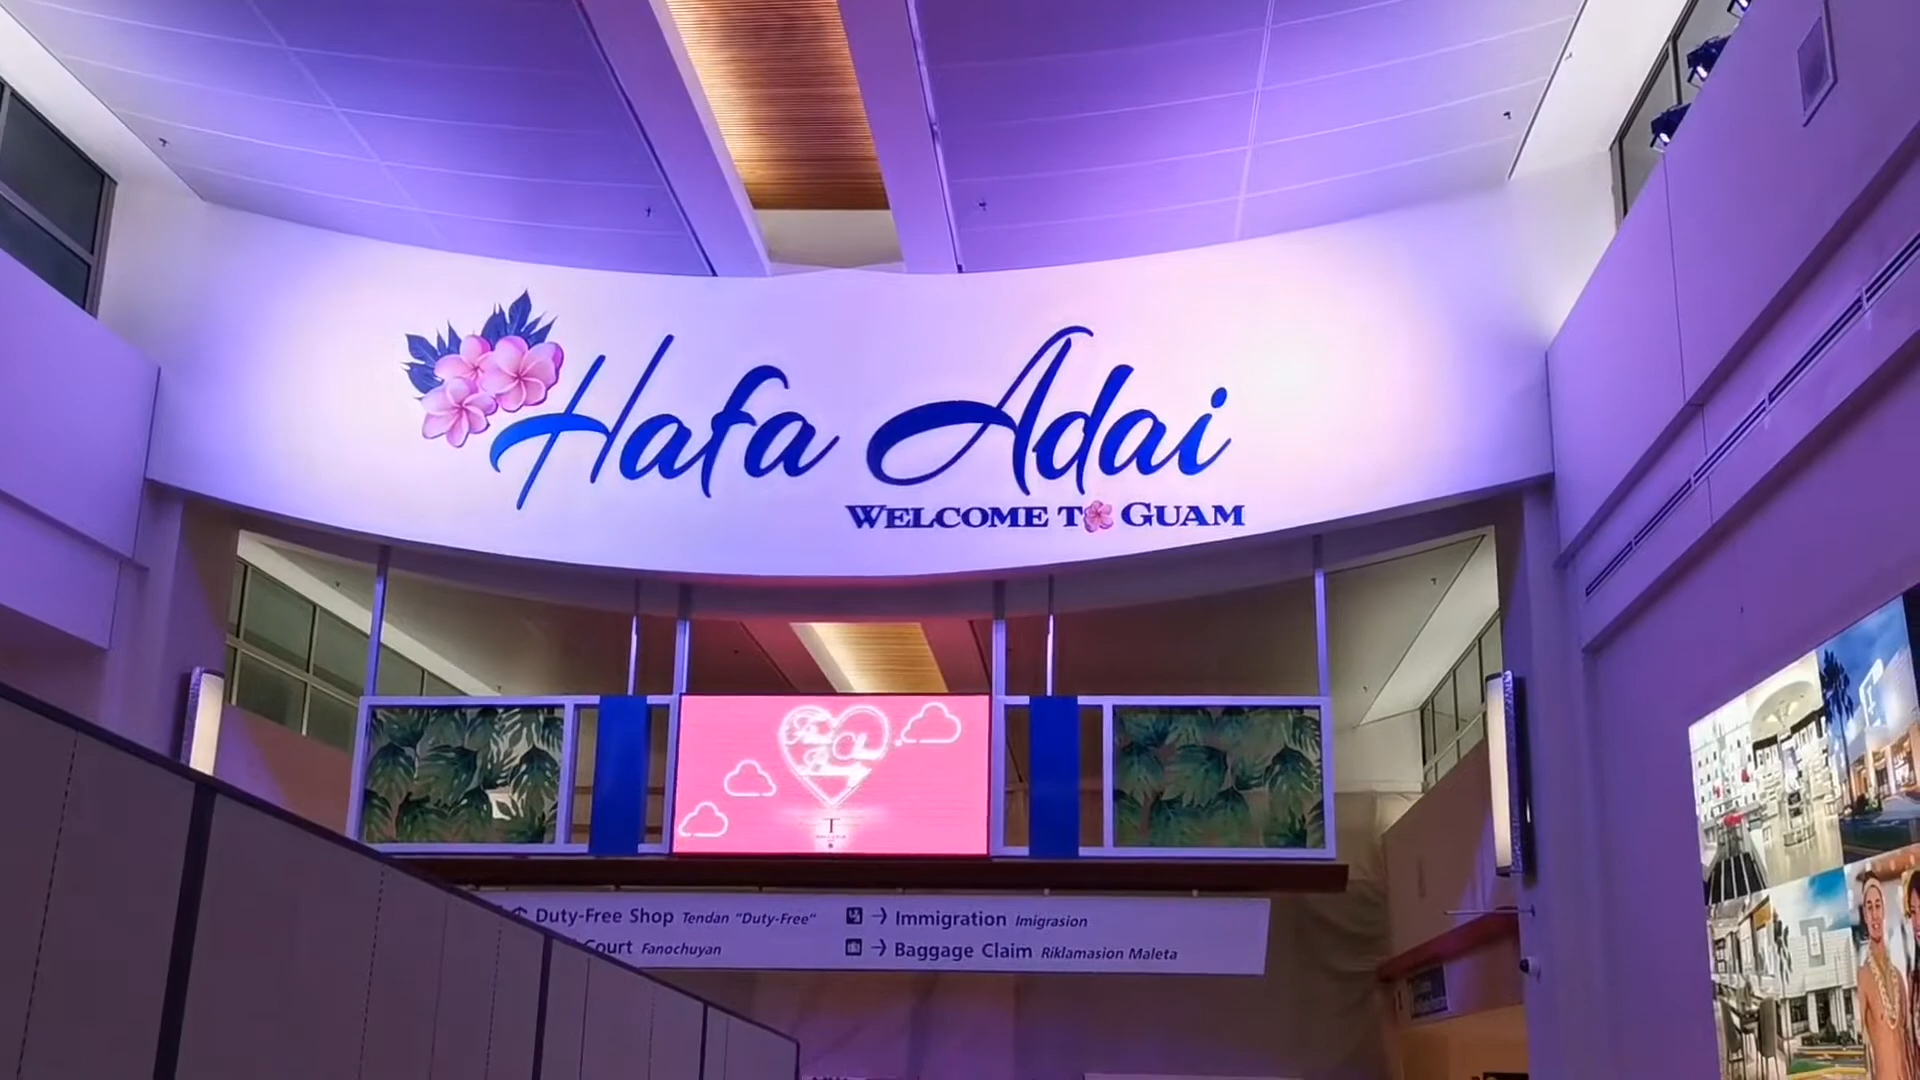 Hafa Adai
WELCOME TO GUAM
T
Duty-Free Shop Tendan "Duty-Free"
Court Fanochuyan
Immigration Imigrasion
Baggage Claim Riklamasion Maleta